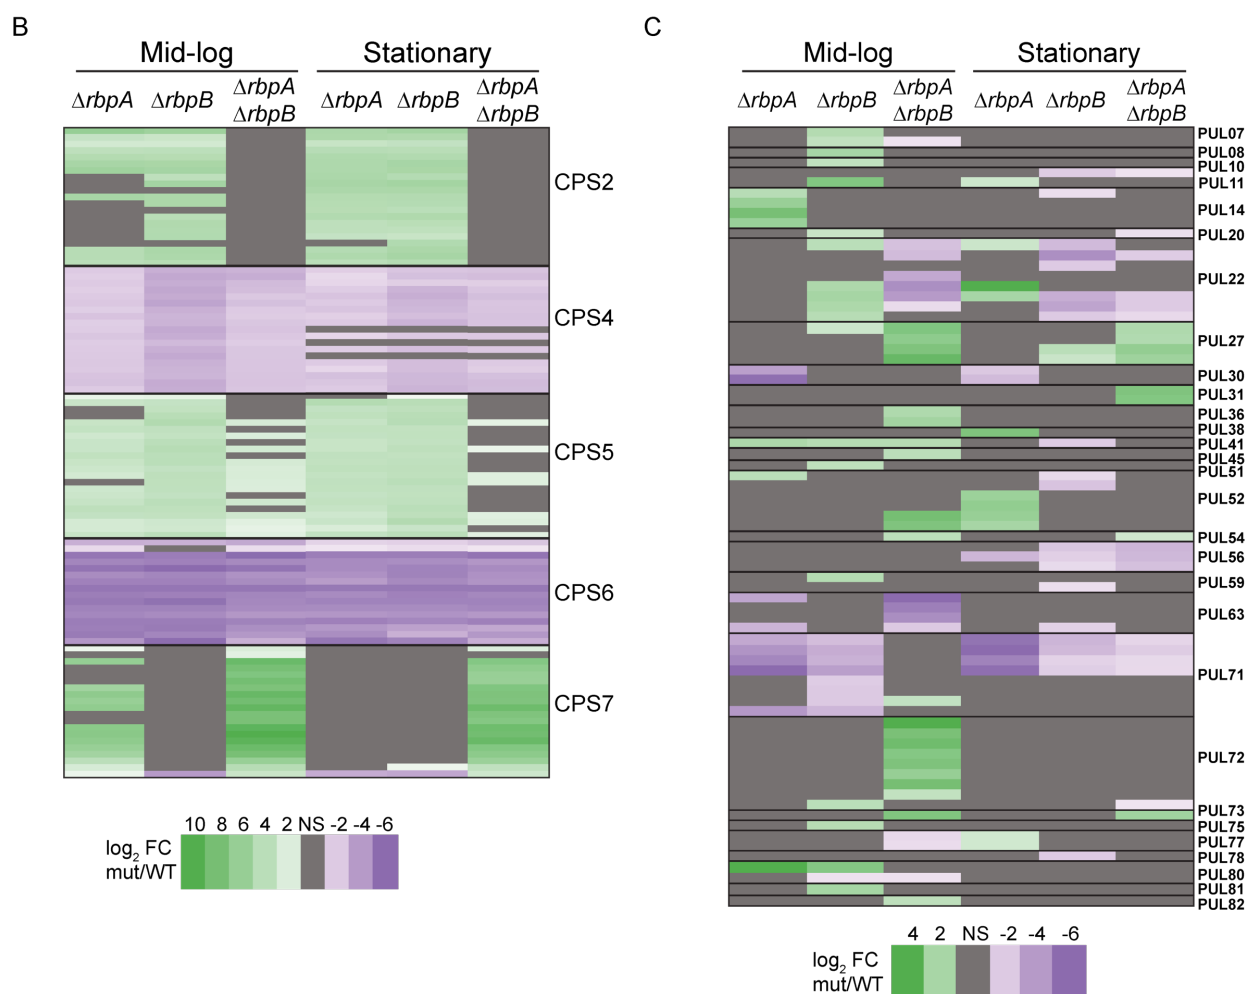 B
Mid-log Stationary
ΔrbpA ΔrbpB ΔrbpA ΔrbpB ΔrbpA ΔrbpB ΔrbpA ΔrbpB
CPS2
CPS4
CPS5
CPS6
CPS7
10 8 6 4 2 NS -2 -4 -6
log2 FC
mut/WT
C
Mid-log Stationary
ΔrbpA ΔrbpB ΔrbpA ΔrbpB ΔrbpA ΔrbpB ΔrbpA ΔrbpB
PUL07
PUL08
PUL10
PUL11
PUL14
PUL20
PUL22
PUL27
PUL30
PUL31
PUL36
PUL38
PUL41
PUL45
PUL51
PUL52
PUL54
PUL56
PUL59
PUL63
PUL71
PUL72
PUL73
PUL75
PUL77
PUL78
PUL80
PUL81
PUL82
4 2 NS -2 -4 -6
log2 FC
mut/WT